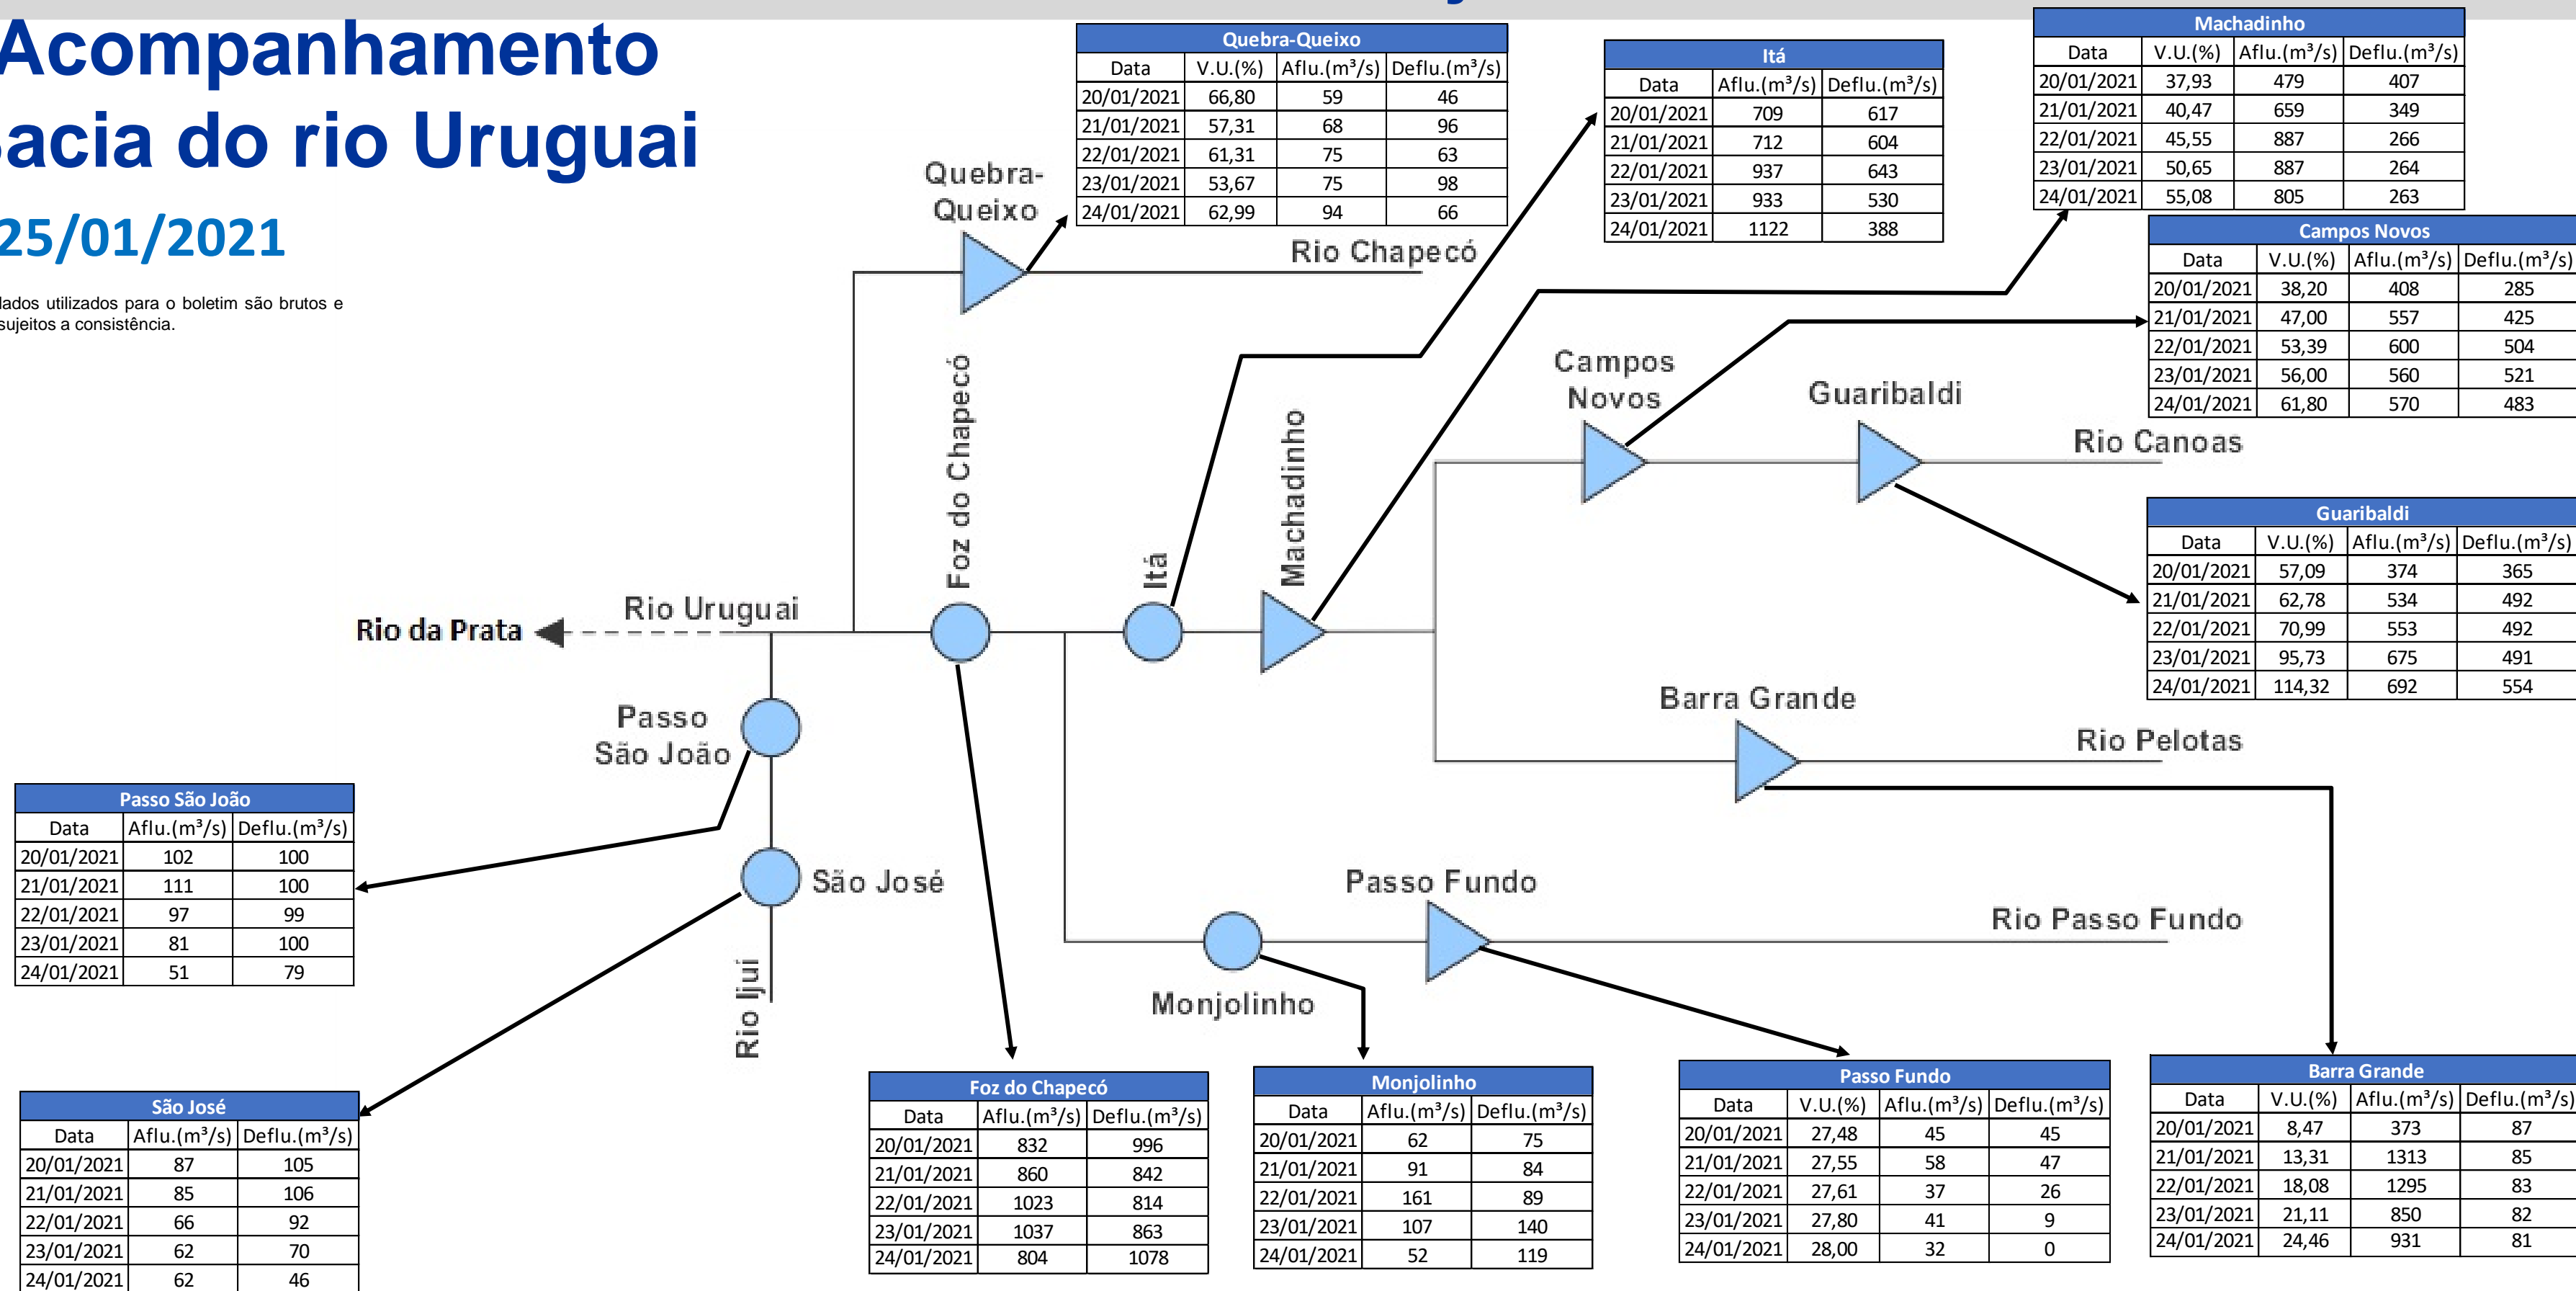 Acompanhamento
acia do rio Uruguai
25/01/2021
dados utilizados para o boletim são brutos e
sujeitos a consistência.
Quebra-Queixo
Data V.U.(%) Aflu.(m³/s) Deflu.(m³/s)
20/01/2021 66,80 59 46
21/01/2021 57,31 68 96
22/01/2021 61,31 75 63
23/01/2021 53,67 75 98
24/01/2021 62,99 94 66
Itá
Data Aflu.(m³/s) Deflu.(m³/s)
20/01/2021 709 617
21/01/2021 712 604
22/01/2021 937 643
23/01/2021 933 530
24/01/2021 1122 388
Machadinho
Data V.U.(%) Aflu.(m³/s) Deflu.(m³/s)
20/01/2021 37,93 479 407
21/01/2021 40,47 659 349
22/01/2021 45,55 887 266
23/01/2021 50,65 887 264
24/01/2021 55,08 805 263
Campos Novos
Data V.U.(%) Aflu.(m³/s) Deflu.(m³/s)
20/01/2021 38,20 408 285
21/01/2021 47,00 557 425
22/01/2021 53,39 600 504
23/01/2021 56,00 560 521
24/01/2021 61,80 570 483
Quebra-
Queixo
Rio Chapecó
Foz do Chapecó
Itá
Machadinho
Campos
Novos
Guaribaldi
Rio Canoas
Guaribaldi
Data V.U.(%) Aflu.(m³/s) Deflu.(m³/s)
20/01/2021 57,09 374 365
21/01/2021 62,78 534 492
22/01/2021 70,99 553 492
23/01/2021 95,73 675 491
24/01/2021 114,32 692 554
Rio da Prata
Rio Uruguai
Passo
São João
Barra Grande
Rio Pelotas
São José
Rio Ijuí
Passo Fundo
Rio Passo Fundo
Monjolinho
Passo São João
Data Aflu.(m³/s) Deflu.(m³/s)
20/01/2021 102 100
21/01/2021 111 100
22/01/2021 97 99
23/01/2021 81 100
24/01/2021 51 79
São José
Data Aflu.(m³/s) Deflu.(m³/s)
20/01/2021 87 105
21/01/2021 85 106
22/01/2021 66 92
23/01/2021 62 70
24/01/2021 62 46
Foz do Chapecó
Data Aflu.(m³/s) Deflu.(m³/s)
20/01/2021 832 996
21/01/2021 860 842
22/01/2021 1023 814
23/01/2021 1037 863
24/01/2021 804 1078
Monjolinho
Data Aflu.(m³/s) Deflu.(m³/s)
20/01/2021 62 75
21/01/2021 91 84
22/01/2021 161 89
23/01/2021 107 140
24/01/2021 52 119
Passo Fundo
Data V.U.(%) Aflu.(m³/s) Deflu.(m³/s)
20/01/2021 27,48 45 45
21/01/2021 27,55 58 47
22/01/2021 27,61 37 26
23/01/2021 27,80 41 9
24/01/2021 28,00 32 0
Barra Grande
Data V.U.(%) Aflu.(m³/s) Deflu.(m³/s)
20/01/2021 8,47 373 87
21/01/2021 13,31 1313 85
22/01/2021 18,08 1295 83
23/01/2021 21,11 850 82
24/01/2021 24,46 931 81